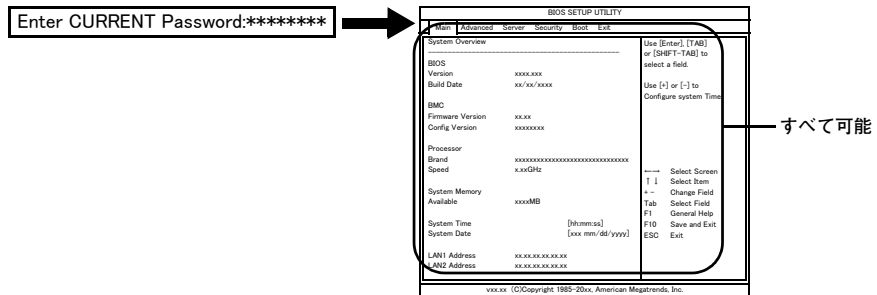 Enter CURRENT Password:********
BIOS SETUP UTILITY
Main Advanced Server Security Boot Exit
System Overview
BIOS
Version xxxx.xxx
Build Date xx/xx/xxxx
BMC
Firmware Version xx.xx
Config Version xxxxxxxx
Processor
Brand xxxxxxxxxxxxxxxxxxxxxxxxxxxxxxx
Speed x.xxGHz
System Memory
Available xxxxMB
System Time [hh:mm:ss]
System Date [xxx mm/dd/yyyy]
LAN1 Address xx.xx.xx.xx.xx.xx
LAN2 Address xx.xx.xx.xx.xx.xx
Use [Enter], [TAB]
or [SHIFT-TAB] to
select a field.
Use [+] or [-] to
Configure system Time
←→ Select Screen
↑↓ Select Item
+ - Change Field
Tab Select Field
F1 General Help
F10 Save and Exit
ESC Exit
すべて可能
vxx.xx (C)Copyright 1985-20xx, American Megatrends, Inc.